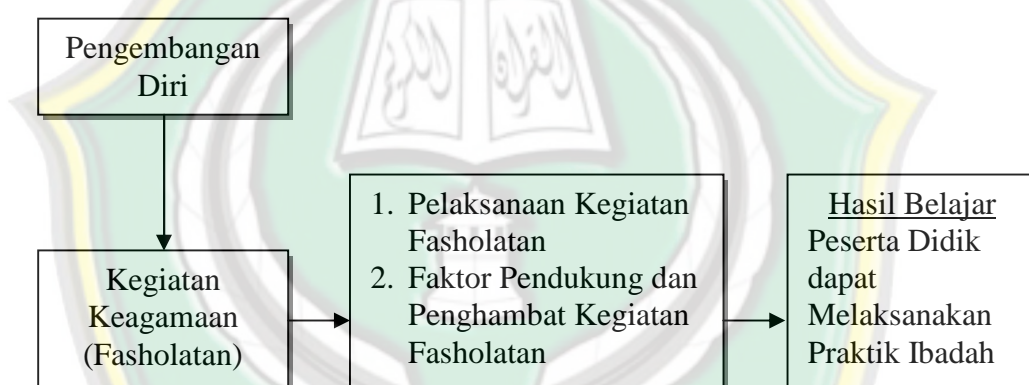 Pengembangan
Diri
Kegiatan
Keagamaan
(Fasholatan)
1. Pelaksanaan Kegiatan
Fasholatan
2. Faktor Pendukung dan
Penghambat Kegiatan
Fasholatan
Hasil Belajar
Peserta Didik
dapat
Melaksanakan
Praktik Ibadah